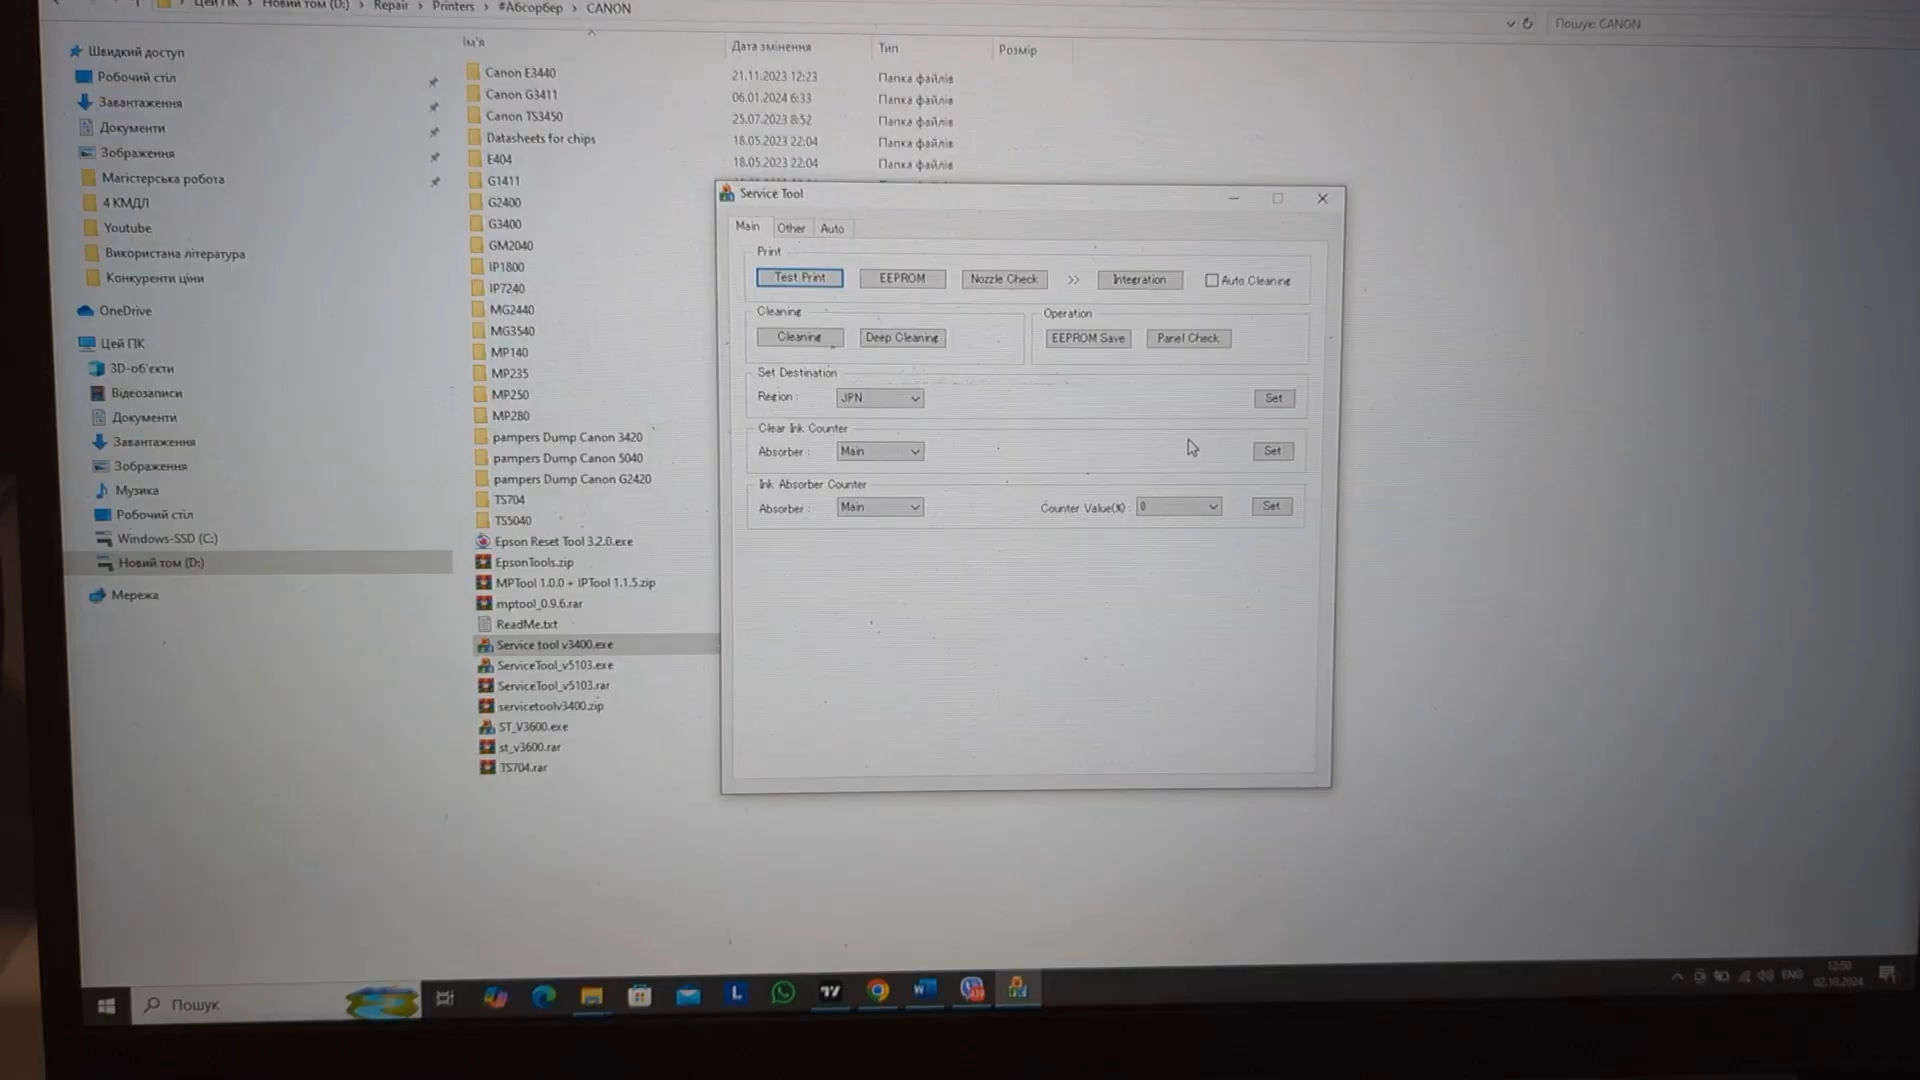 Цей ПК › Новий том (D:) › Repair › Printers › #Абсорбер › CANON
Пошук: CANON
Швидкий доступ
Робочий стіл
Завантаження
Документи
Зображення
Магістерська робота
4 КМДЛ
Youtube
Використана література
Конкуренти ціни
OneDrive
Цей ПК
3D-об'єкти
Відеозаписи
Документи
Завантаження
Зображення
Музика
Робочий стіл
Windows-SSD (C:)
Новий том (D:)
Мережа
Ім'я Дата змінення Тип Розмір
Canon E3440 21.11.2023 12:23 Папка файлів
Canon G3411 06.01.2024 6:33 Папка файлів
Canon TS3450 25.07.2023 8:52 Папка файлів
Datasheets for chips 18.05.2023 22:04 Папка файлів
E404 18.05.2023 22:04 Папка файлів
G1411
G2400
G3400
GM2040
IP1800
IP7240
MG2440
MG3540
MP140
MP235
MP250
MP280
pampers Dump Canon 3420
pampers Dump Canon 5040
pampers Dump Canon G2420
TS704
TS5040
Epson Reset Tool 3.2.0.exe
EpsonTools.zip
MPTool 1.0.0 + IPTool 1.1.5.zip
mptool_0.9.6.rar
ReadMe.txt
Service tool v3400.exe
ServiceTool_v5103.exe
ServiceTool_v5103.rar
servicetoolv3400.zip
ST_V3600.exe
st_v3600.rar
TS704.rar
Service Tool
Main Other Auto
Print
Test Print EEPROM Nozzle Check >> Integration Auto Cleaning
Cleaning Operation
Cleaning Deep Cleaning EEPROM Save Panel Check
Set Destination
Region : JPN Set
Clear Ink Counter
Absorber : Main Set
Ink Absorber Counter
Absorber : Main Counter Value(%) : 0 Set
Пошук
ENG
12:50
02.10.2024